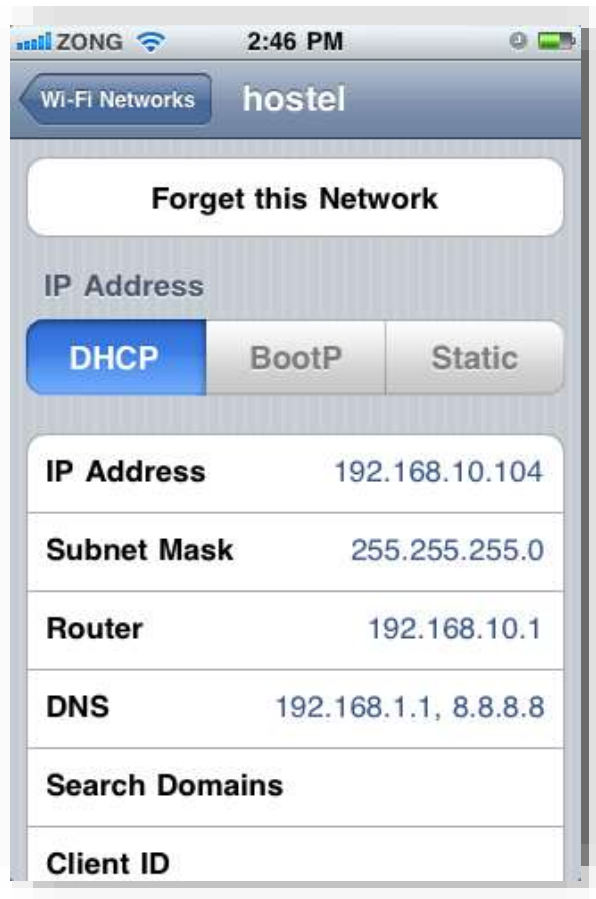 ZONG 2:46 PM
Wi-Fi Networks hostel
Forget this Network
IP Address
DHCP BootP Static
IP Address 192.168.10.104
Subnet Mask 255.255.255.0
Router 192.168.10.1
DNS 192.168.1.1, 8.8.8.8
Search Domains
Client ID